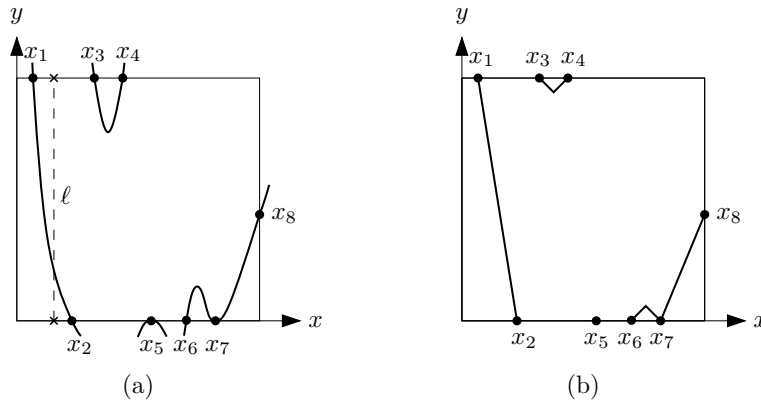 y y
x₁ x₃ x₄ x₁ x₃ x₄
ℓ
x₈ x₈
x x
x₂ x₅ x₆ x₇ x₂ x₅ x₆ x₇
(a) (b)